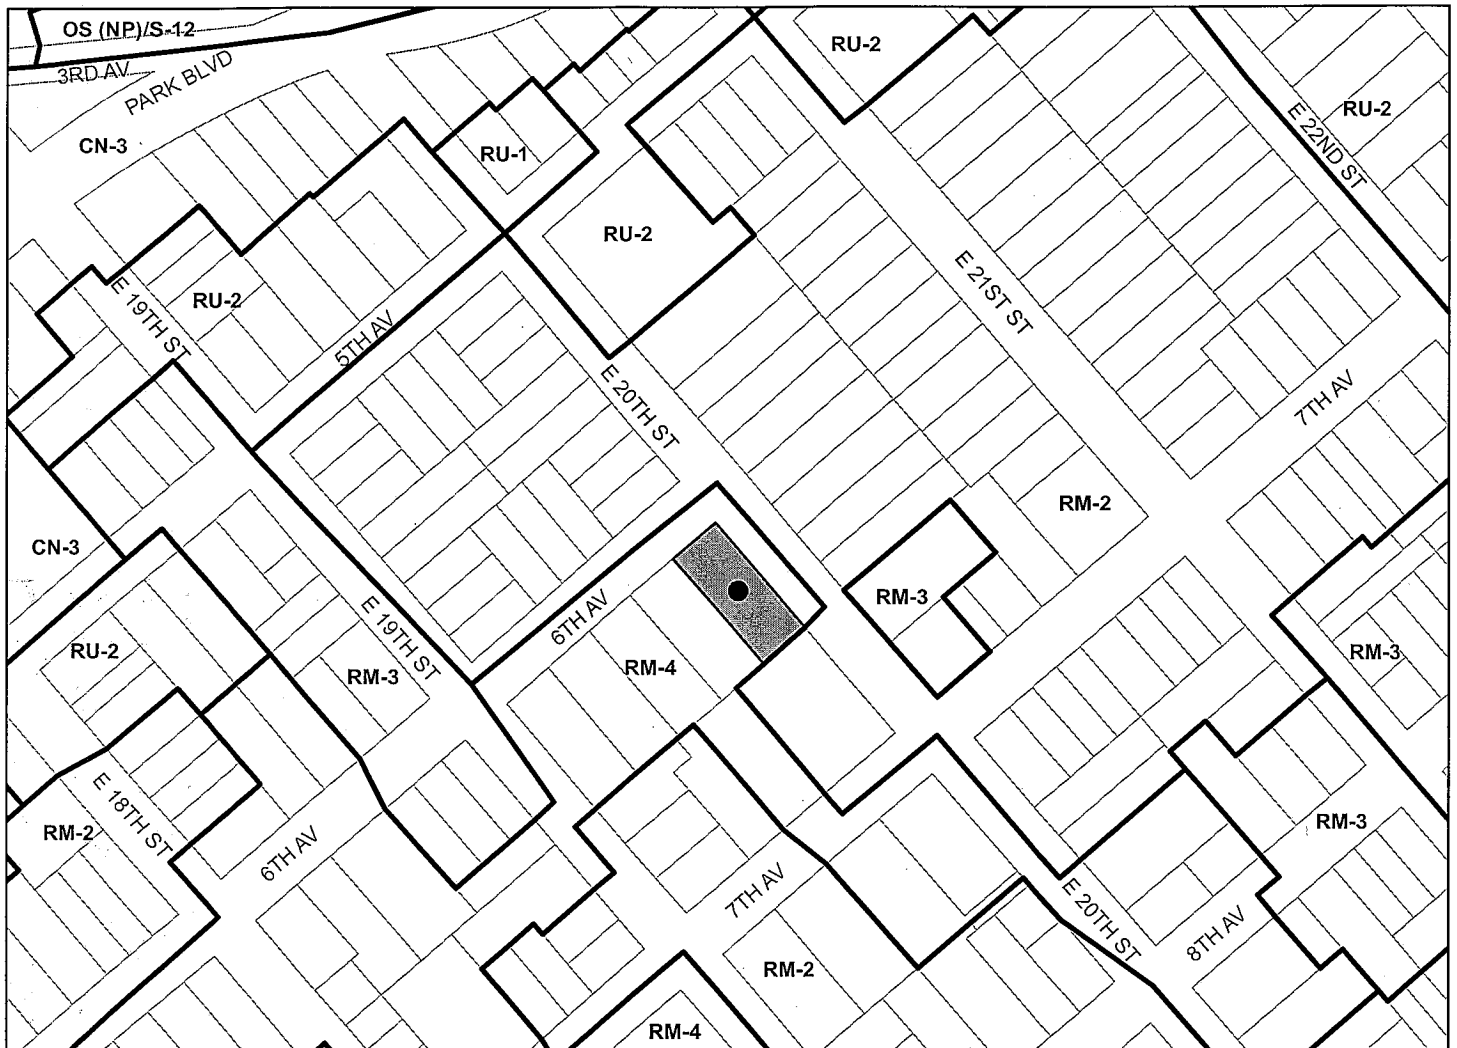 OS (NP)/S-12
RU-2
3RD AV
PARK BLVD
RU-2
E 22ND ST
CN-3
RU-1
RU-2
E 19TH ST
RU-2
E 21ST ST
5TH AV
E 20TH ST
7TH AV
RM-2
CN-3
RM-3
6TH AV
E 19TH ST
RU-2
RM-4
RM-3
RM-3
E 18TH ST
RM-2
6TH AV
RM-3
7TH AV
E 20TH ST
8TH AV
RM-2
RM-4